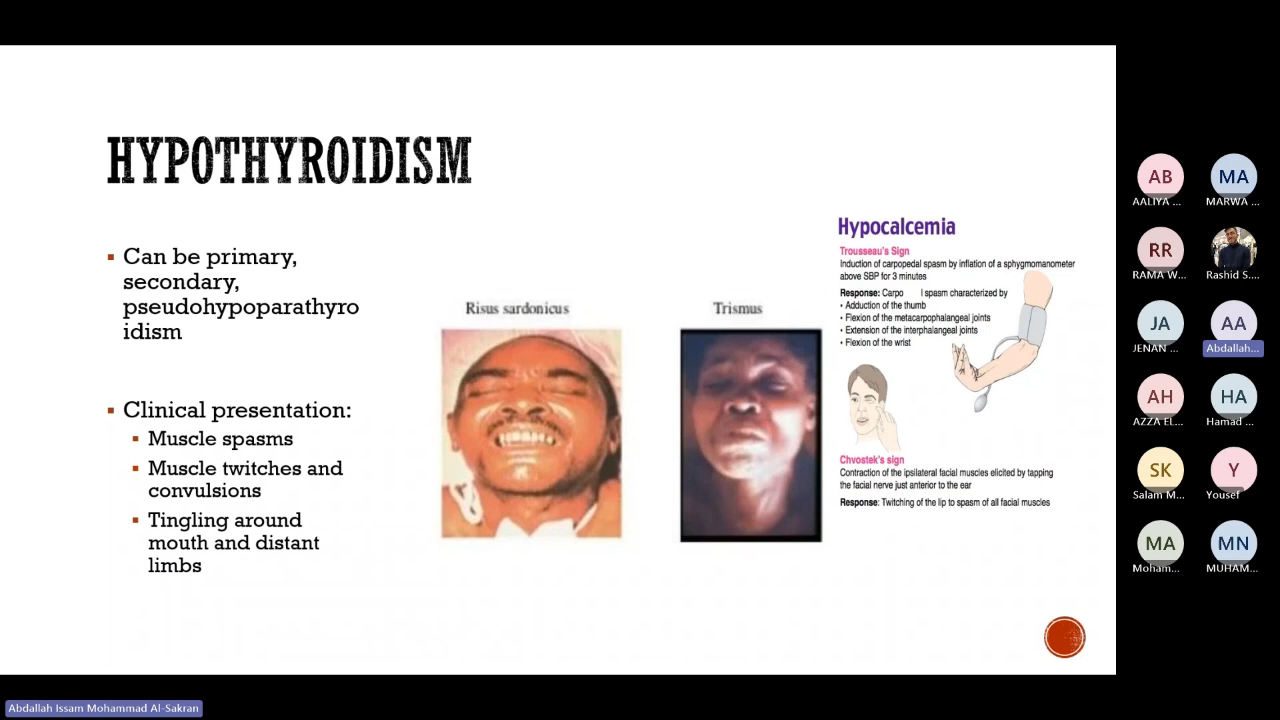 HYPOTHYROIDISM
Can be primary,
secondary,
pseudohypoparathyro
idism
Clinical presentation:
Muscle spasms
Muscle twitches and
convulsions
Tingling around
mouth and distant
limbs
Risus sardonicus
Trismus
Hypocalcemia
Trousseau's Sign
Induction of carpopedal spasm by inflation of a sphygmomanometer
above SBP for 3 minutes
Response: Carpo l spasm characterized by
• Adduction of the thumb
• Flexion of the metacarpophalangeal joints
• Extension of the interphalangeal joints
• Flexion of the wrist
Chvostek's sign
Contraction of the ipsilateral facial muscles elicited by tapping
the facial nerve just anterior to the ear
Response: Twitching of the lip to spasm of all facial muscles
AB
AALIYA ...
MA
MARWA ...
RR
RAMA W...
Rashid S....
JA
JENAN ...
AA
Abdallah...
AH
AZZA EL...
HA
Hamad ...
SK
Salam M...
Y
Yousef
MA
Moham...
MN
MUHAM...
Abdallah Issam Mohammad Al-Sakran